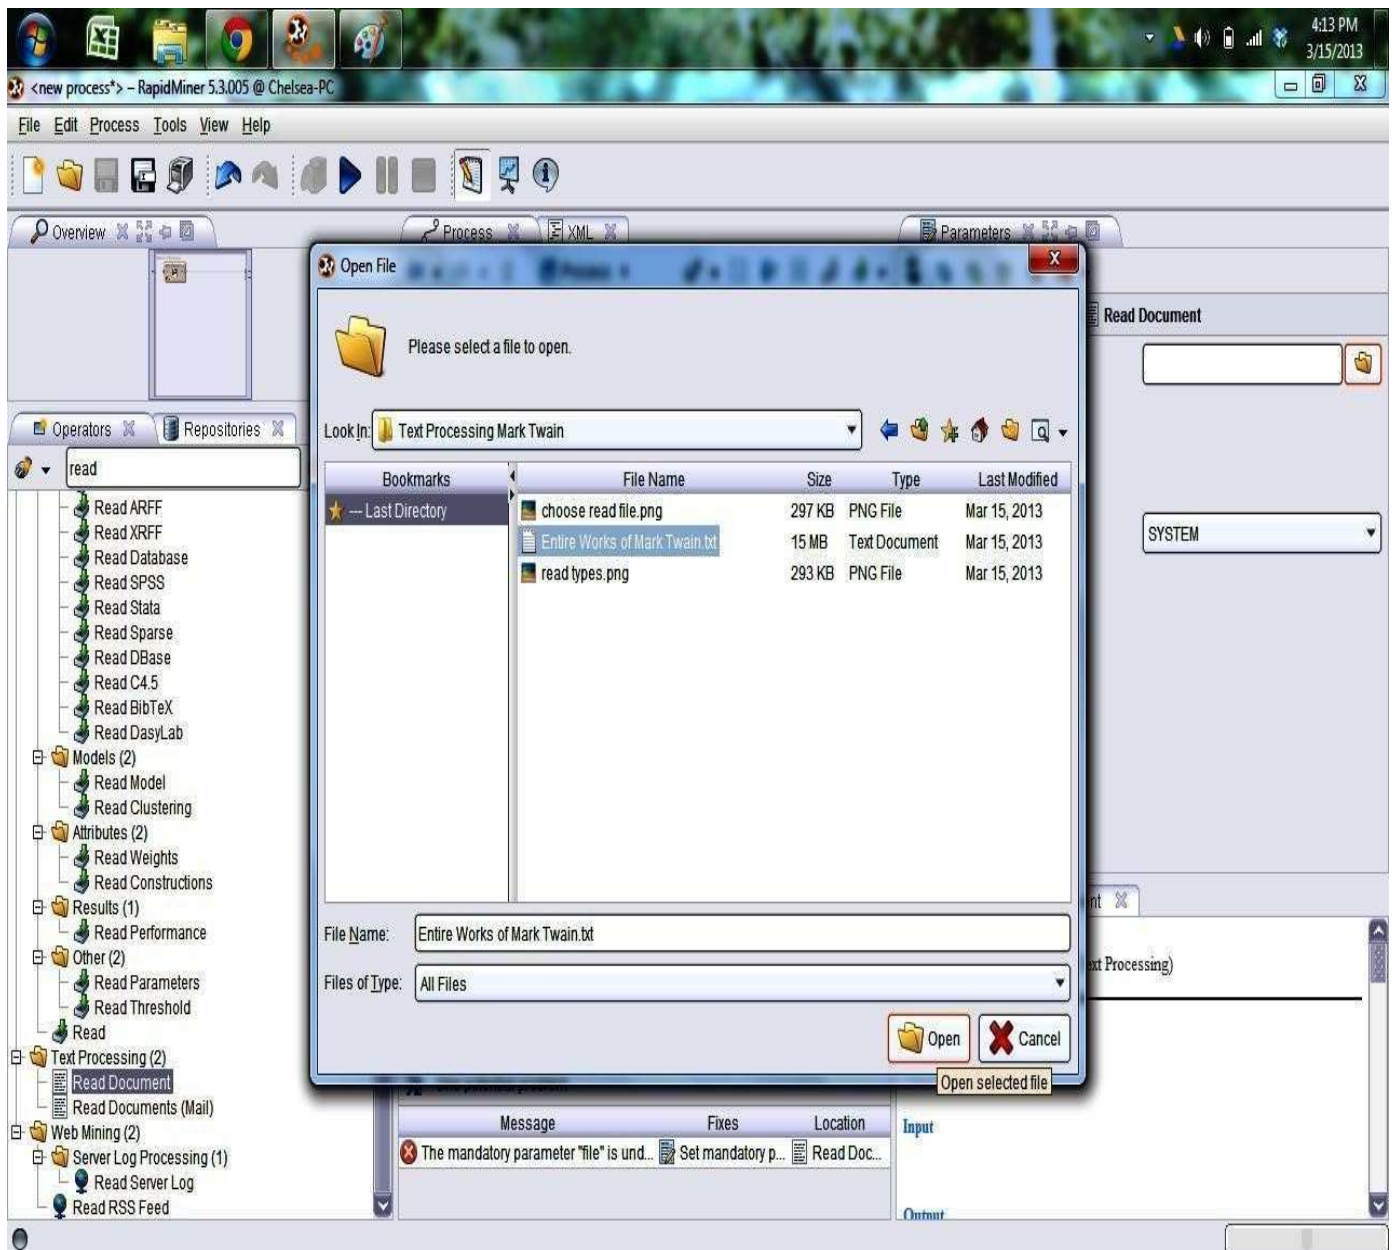 4:13 PM
3/15/2013
<new process*> – RapidMiner 5.3.005 @ Chelsea-PC
File Edit Process Tools View Help
Overview
Process
XML
Parameters
Open File
Please select a file to open.
Read Document
Look In:
Text Processing Mark Twain
Operators
Repositories
read
Bookmarks
File Name
Size
Type
Last Modified
--- Last Directory
choose read file.png 297 KB PNG File Mar 15, 2013
Entire Works of Mark Twain.txt 15 MB Text Document Mar 15, 2013
read types.png 293 KB PNG File Mar 15, 2013
SYSTEM
Read ARFF
Read XRFF
Read Database
Read SPSS
Read Stata
Read Sparse
Read DBase
Read C4.5
Read BibTeX
Read DasyLab
Models (2)
Read Model
Read Clustering
Attributes (2)
Read Weights
Read Constructions
Results (1)
Read Performance
Other (2)
Read Parameters
Read Threshold
Read
Text Processing (2)
Read Document
Read Documents (Mail)
Web Mining (2)
Server Log Processing (1)
Read Server Log
Read RSS Feed
File Name: Entire Works of Mark Twain.txt
Files of Type: All Files
Open
Cancel
Open selected file
nt
ext Processing)
Message Fixes Location
The mandatory parameter "file" is und... Set mandatory p... Read Doc...
Input
Output